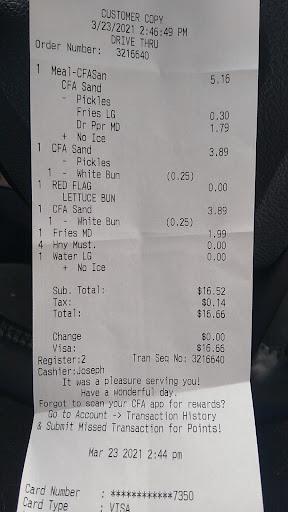 CUSTOMER COPY
3/23/2021 2:46:49 PM
DRIVE THRU
Order Number: 3216640
1 Meal-CFASan 5.16
CFA Sand
- Pickles
Fries LG 0.30
Dr Ppr MD 1.79
+ No Ice
1 CFA Sand 3.89
- Pickles
1 - White Bun (0.25)
1 RED FLAG 0.00
LETTUCE BUN
1 CFA Sand 3.89
1 - White Bun (0.25)
1 Fries MD 1.99
4 Hny Must. 0.00
1 Water LG 0.00
+ No Ice
Sub. Total: $16.52
Tax: $0.14
Total: $16.66
Change $0.00
Visa: $16.66
Register:2 Tran Seq No: 3216640
Cashier:Joseph
It was a pleasure serving you!
Have a wonderful day.
Forgot to scan your CFA app for rewards?
Go to Account -> Transaction History
& Submit Missed Transaction for Points!
Mar 23 2021 2:44 pm
Card Number : ************7350
Card Type : VISA